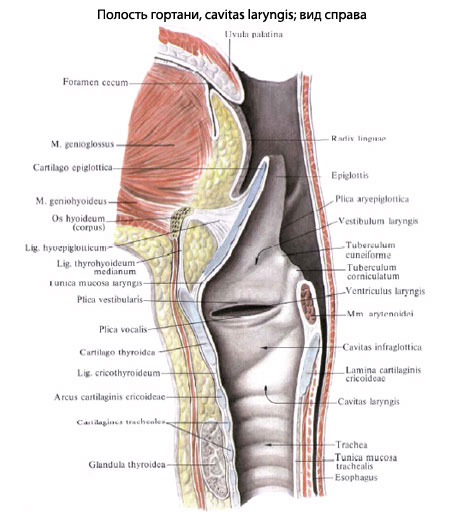 Полость гортани, cavitas laryngis; вид справа
Uvula palatina
Foramen cecum
M. genioglossus
Cartilago epiglottica
M. geniohyoideus
Os hyoideum
(corpus)
Lig. hyoepiglotticum
Lig. thyrohyoideum
medianum
Tunica mucosa laryngis
Plica vestibularis
Plica vocalis
Cartilago thyroidea
Lig. cricothyroideum
Arcus cartilaginis cricoideae
Cartilagines tracheales
Glandula thyroidea
Radix linguae
Epiglottis
Plica aryepiglottica
Vestibulum laryngis
Tuberculum
cuneiforme
Tuberculum
corniculatum
Ventriculus laryngis
Mm. arytenoidei
Cavitas infraglottica
Lamina cartilaginis
cricoideae
Cavitas laryngis
Trachea
Tunica mucosa
trachealis
Esophagus